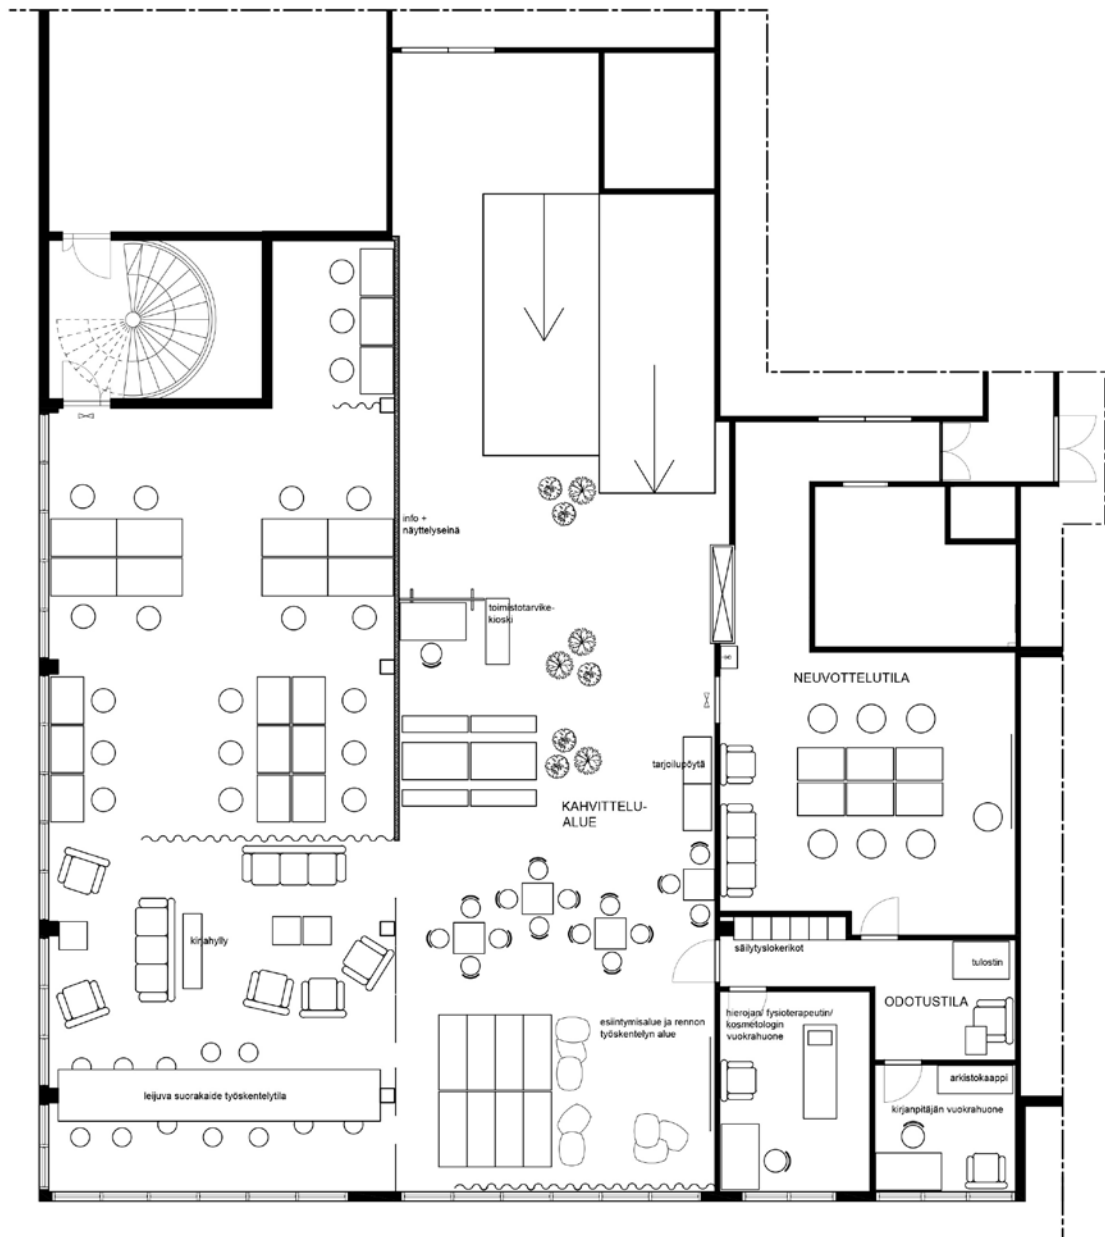 info +
näyttelyseinä
toimistotarvike-
kioski
NEUVOTTELUTILA
tarjoilupöytä
KAHVITTELU-
ALUE
kirjahylly
säilytyslokerikot
tulostin
ODOTUSTILA
esiintymisalue ja rennon
työskentelyn alue
hierojan/ fysioterapeutin/
kosmetologin
vuokrahuone
arkistokaappi
leijuva suorakaide työskentelytila
kirjanpitäjän vuokrahuone